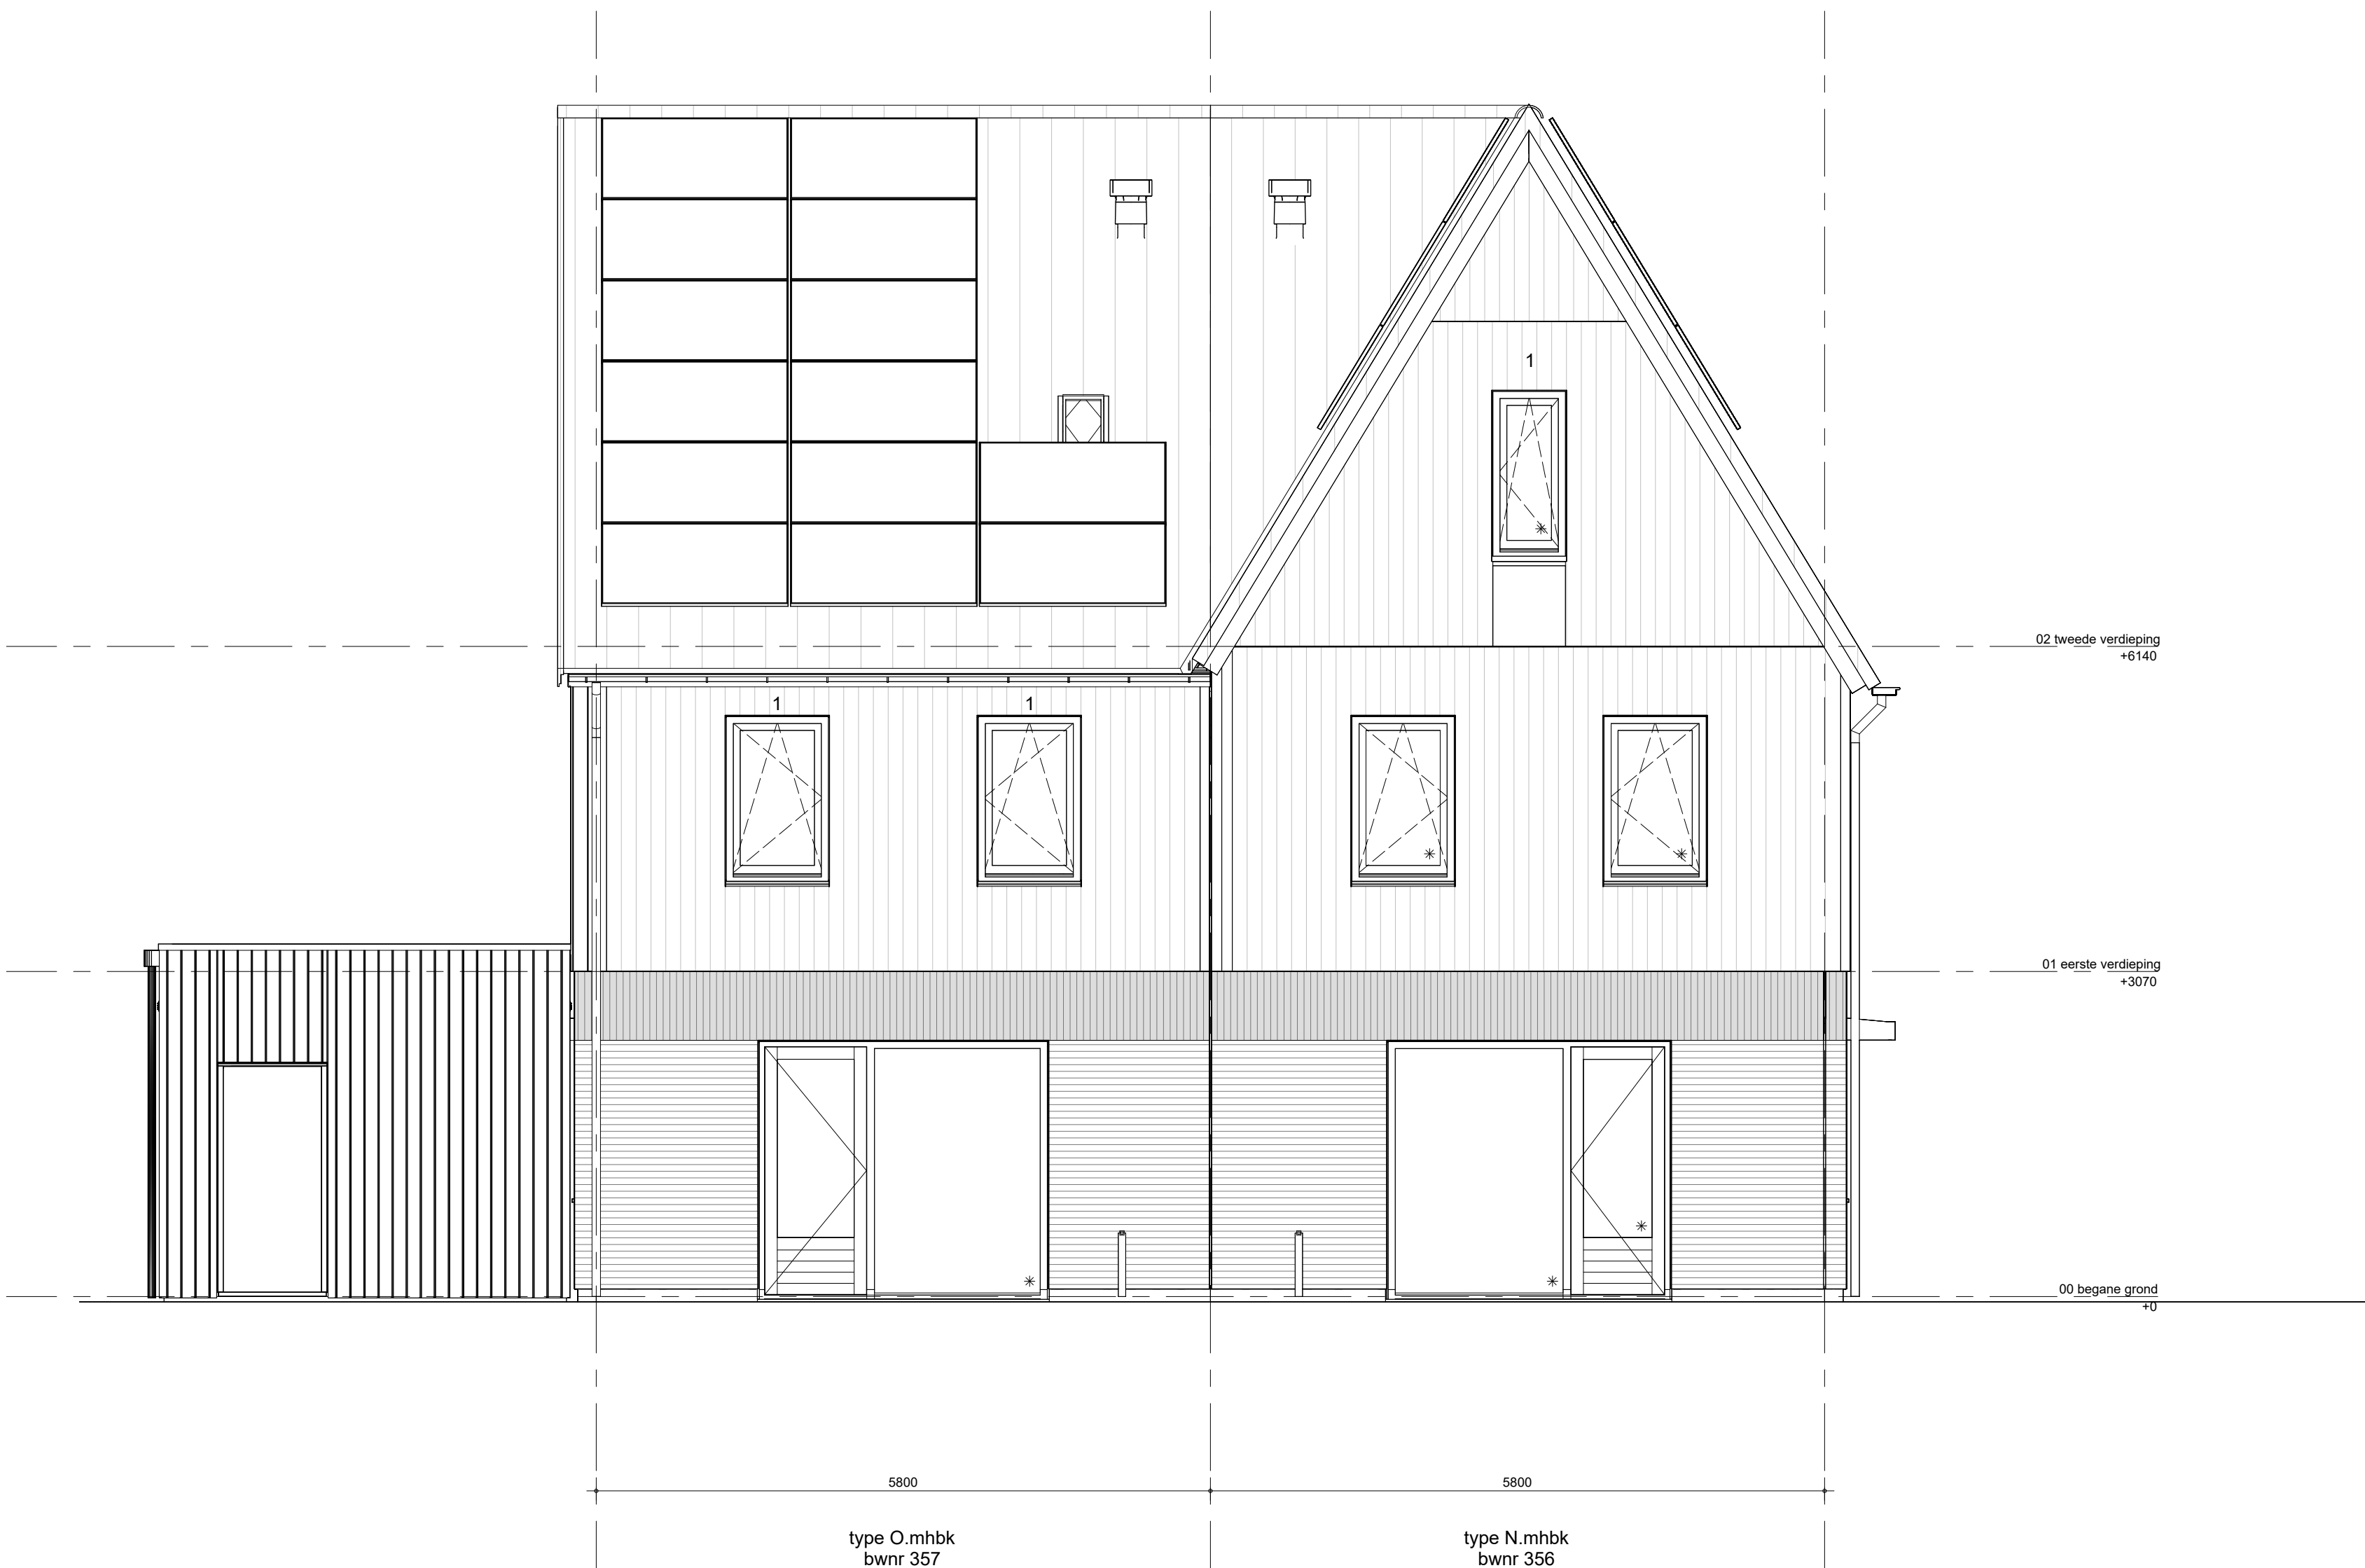 1
02 tweede verdieping
+6140
1
1
01 eerste verdieping
+3070
00 begane grond
+0
5800
5800
type O.mhbk
bwnr 357
type N.mhbk
bwnr 356